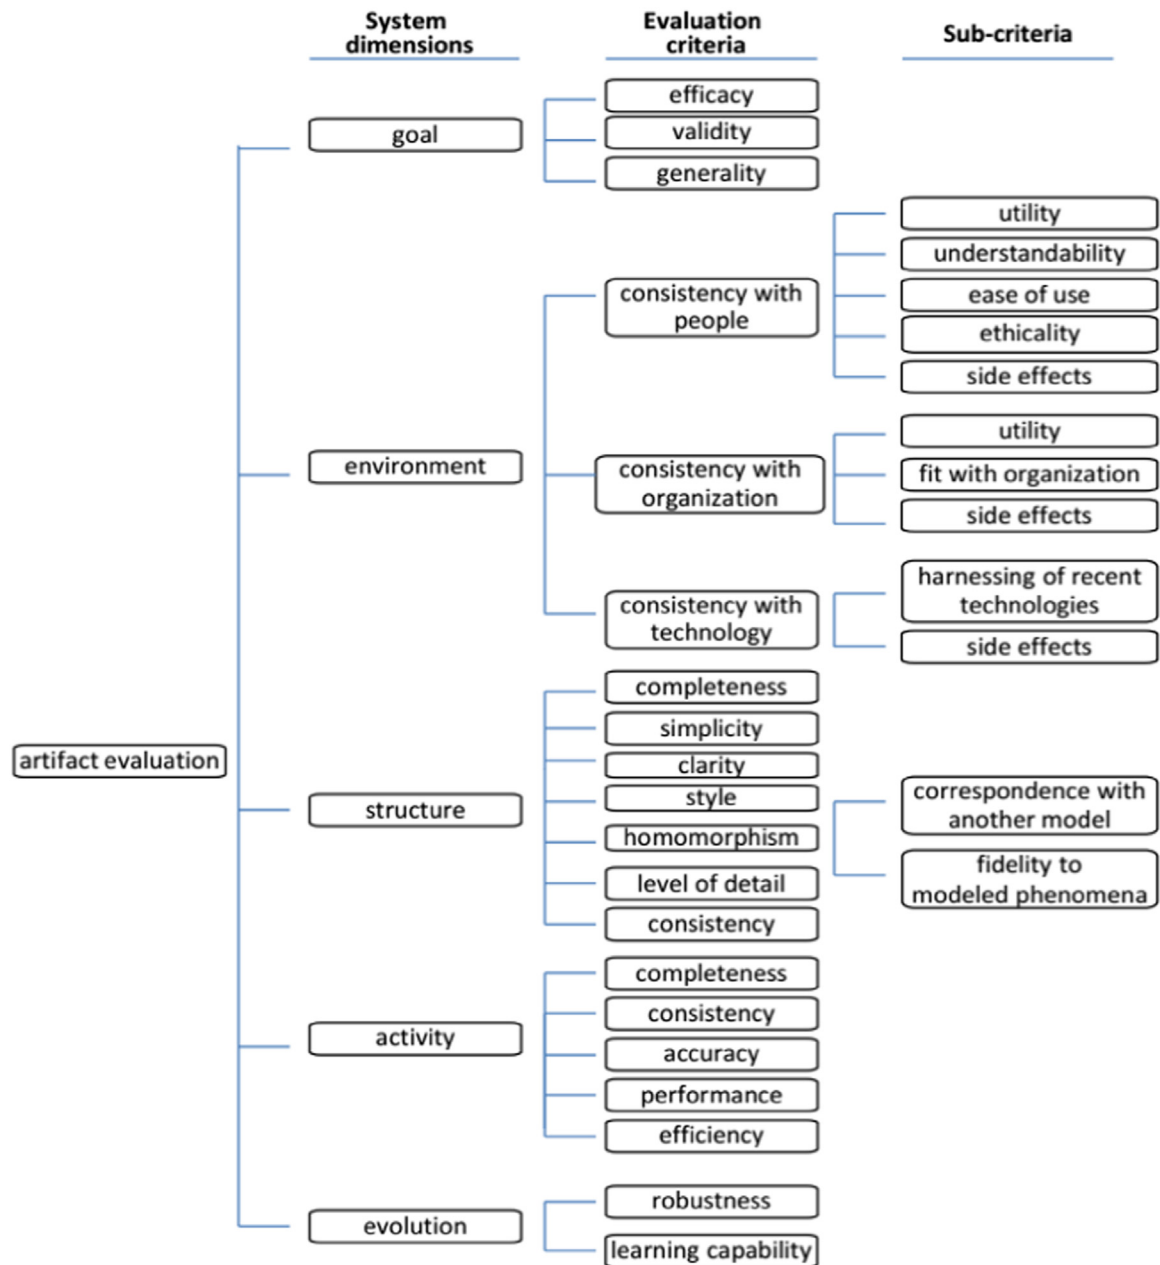 System
dimensions
Evaluation
criteria
Sub-criteria
artifact evaluation
goal
efficacy
validity
generality
environment
consistency with
people
utility
understandability
ease of use
ethicality
side effects
consistency with
organization
utility
fit with organization
side effects
consistency with
technology
harnessing of recent
technologies
side effects
structure
completeness
simplicity
clarity
style
homomorphism
correspondence with
another model
fidelity to
modeled phenomena
level of detail
consistency
activity
completeness
consistency
accuracy
performance
efficiency
evolution
robustness
learning capability